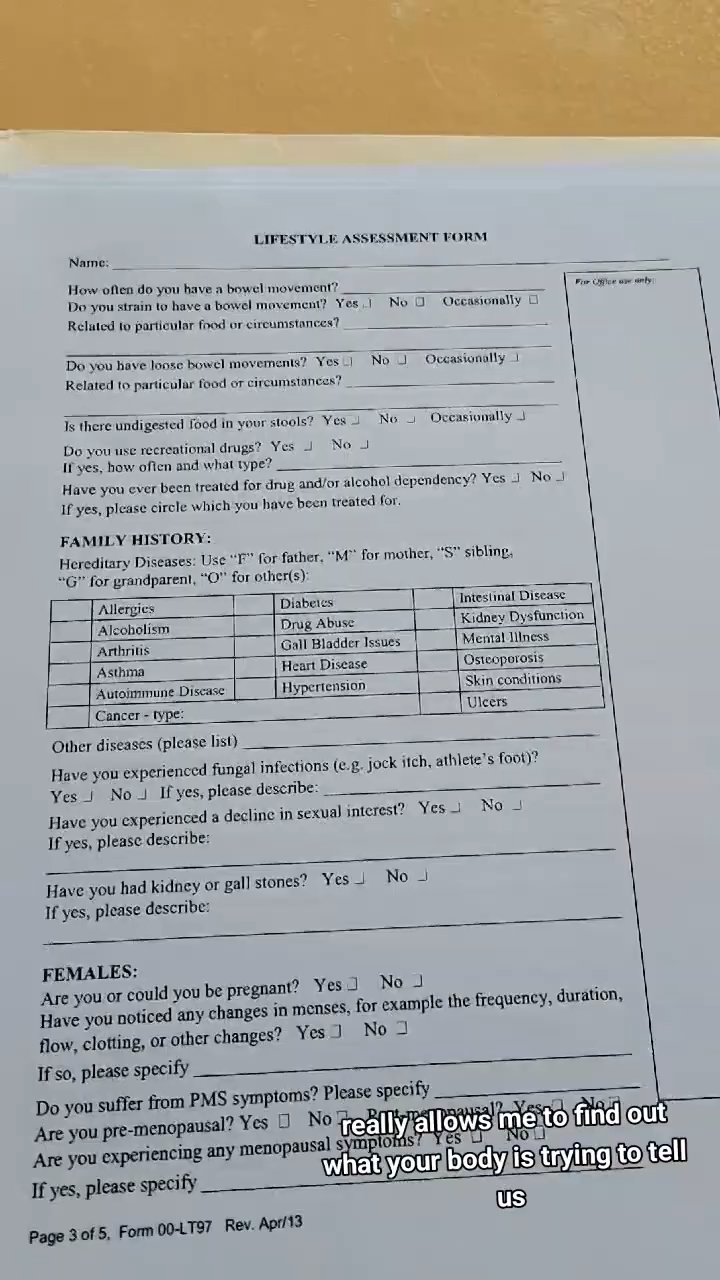 LIFESTYLE ASSESSMENT FORM
Name:
For Office use only:
How often do you have a bowel movement?
Do you strain to have a bowel movement? Yes No Occasionally
Related to particular food or circumstances?
Do you have loose bowel movements? Yes No Occasionally
Related to particular food or circumstances?
Is there undigested food in your stools? Yes No Occasionally
Do you use recreational drugs? Yes No
If yes, how often and what type?
Have you ever been treated for drug and/or alcohol dependency? Yes No
If yes, please circle which you have been treated for.
FAMILY HISTORY:
Hereditary Diseases: Use "F" for father, "M" for mother, "S" sibling,
"G" for grandparent, "O" for other(s):
Allergies Diabetes Intestinal Disease
Alcoholism Drug Abuse Kidney Dysfunction
Arthritis Gall Bladder Issues Mental Illness
Asthma Heart Disease Osteoporosis
Autoimmune Disease Hypertension Skin conditions
Cancer - type: Ulcers
Other diseases (please list)
Have you experienced fungal infections (e.g. jock itch, athlete's foot)?
Yes No If yes, please describe:
Have you experienced a decline in sexual interest? Yes No
If yes, please describe:
Have you had kidney or gall stones? Yes No
If yes, please describe:
FEMALES:
Are you or could you be pregnant? Yes No
Have you noticed any changes in menses, for example the frequency, duration,
flow, clotting, or other changes? Yes No
If so, please specify
Do you suffer from PMS symptoms? Please specify
Are you pre-menopausal? Yes No Yes No
Are you experiencing any menopausal symptoms? Yes No
If yes, please specify
Page 3 of 5, Form 00-LT97 Rev. Apr/13
really allows me to find out
what your body is trying to tell
us